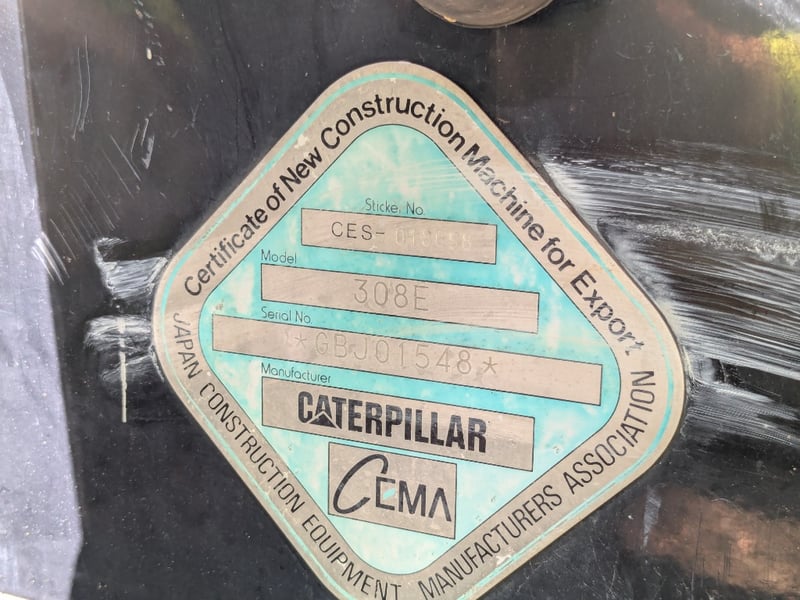 Certificate of New Construction Machine for Export
Sticker No.
CES-
Model
308E
Serial No.
*GBJ01548*
Manufacturer
CATERPILLAR
CEMA
JAPAN CONSTRUCTION EQUIPMENT MANUFACTURERS ASSOCIATION